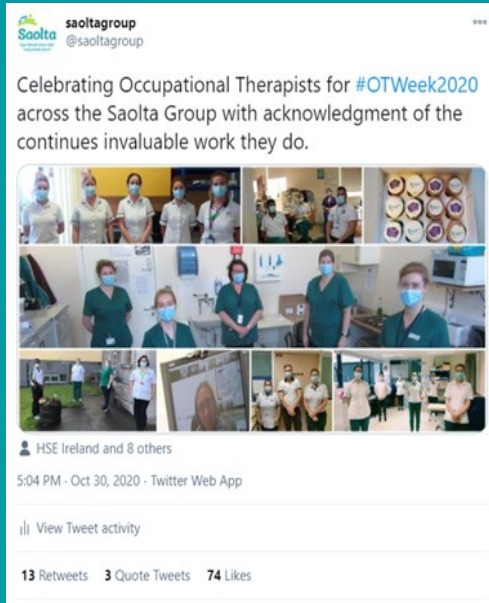 saoltagroup
@saoltagroup
Saolta
Celebrating Occupational Therapists for #OTWeek2020
across the Saolta Group with acknowledgment of the
continues invaluable work they do.
HSE Ireland and 8 others
5:04 PM · Oct 30, 2020 · Twitter Web App
View Tweet activity
13 Retweets 3 Quote Tweets 74 Likes